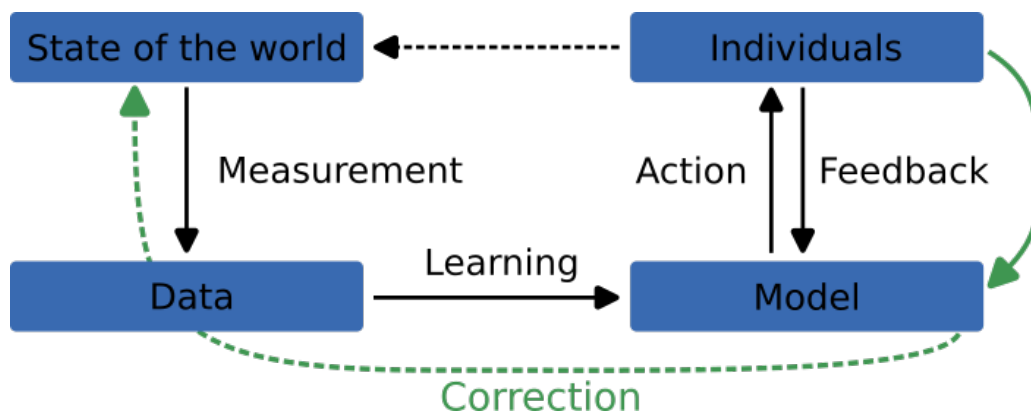 State of the world
Individuals
Measurement
Action
Feedback
Learning
Data
Model
Correction